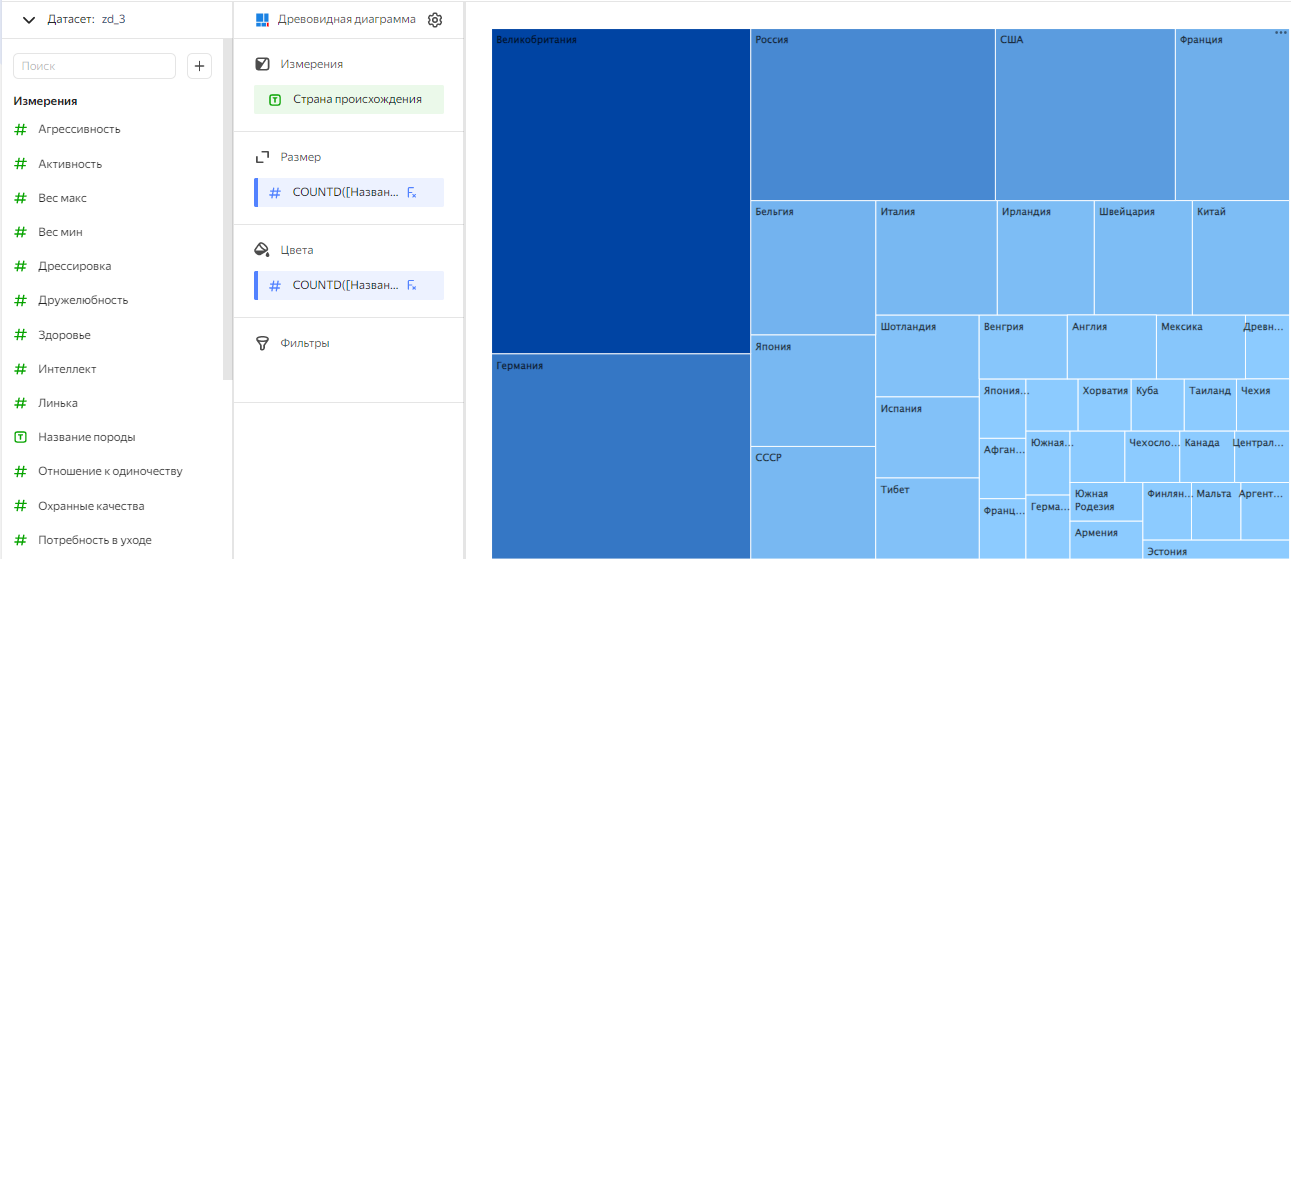 Датасет: zd_3
Поиск
Измерения
Агрессивность
Активность
Вес макс
Вес мин
Дрессировка
Дружелюбность
Здоровье
Интеллект
Линька
Название породы
Отношение к одиночеству
Охранные качества
Потребность в уходе
Древовидная диаграмма
Измерения
Страна происхождения
Размер
COUNTD([Назван...
Цвета
COUNTD([Назван...
Фильтры
Великобритания
Россия
США
Франция
Германия
Бельгия
Италия
Ирландия
Швейцария
Китай
Япония
СССР
Шотландия
Испания
Тибет
Венгрия
Англия
Мексика
Древн...
Япония...
Хорватия
Куба
Таиланд
Чехия
Афган...
Южная...
Чехосло...
Канада
Централ...
Франц...
Герма...
Южная
Родезия
Армения
Финлян...
Мальта
Аргент...
Эстония